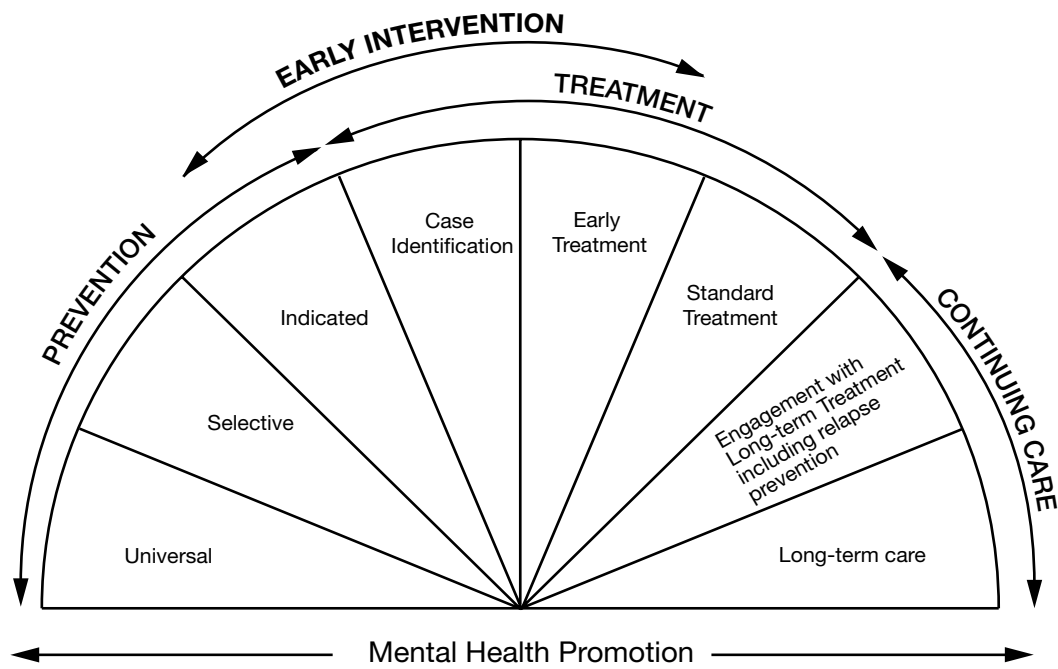 EARLY INTERVENTION
TREATMENT
PREVENTION
CONTINUING CARE
Case
Identification
Early
Treatment
Indicated
Standard
Treatment
Selective
Engagement with
Long-term Treatment
including relapse
prevention
Universal
Long-term care
Mental Health Promotion